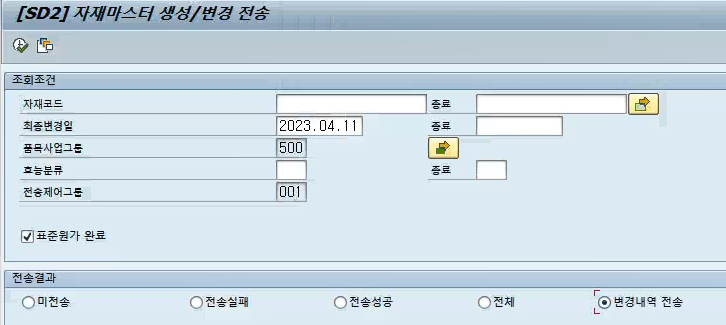 [SD2] 자재마스터 생성/변경 전송
조회조건
자재코드 종료
최종변경일 2023.04.11 종료
품목사업그룹 500
효능분류 종료
전송제어그룹 001
표준원가 완료
전송결과
미전송 전송실패 전송성공 전체 변경내역 전송